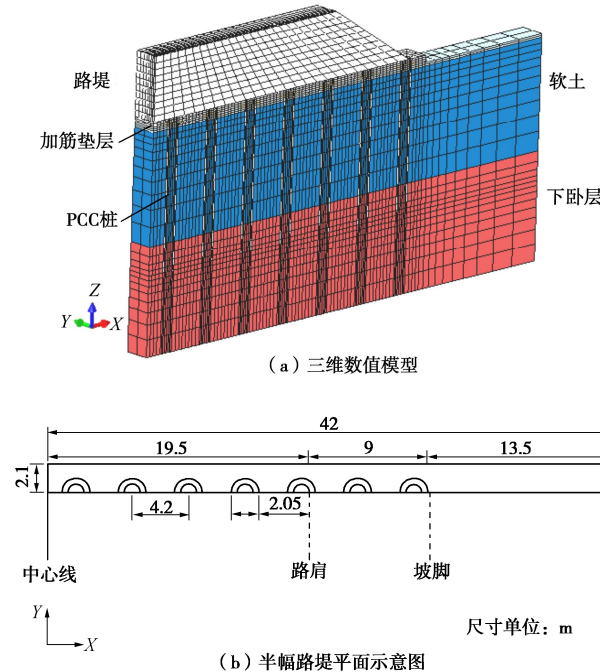 路堤
软土
加筋垫层
PCC桩
下卧层
Z
Y X
（a）三维数值模型
42
19.5 9 13.5
2.1
4.2 2.05
中心线 路肩 坡脚
Y
X
尺寸单位：m
（b）半幅路堤平面示意图